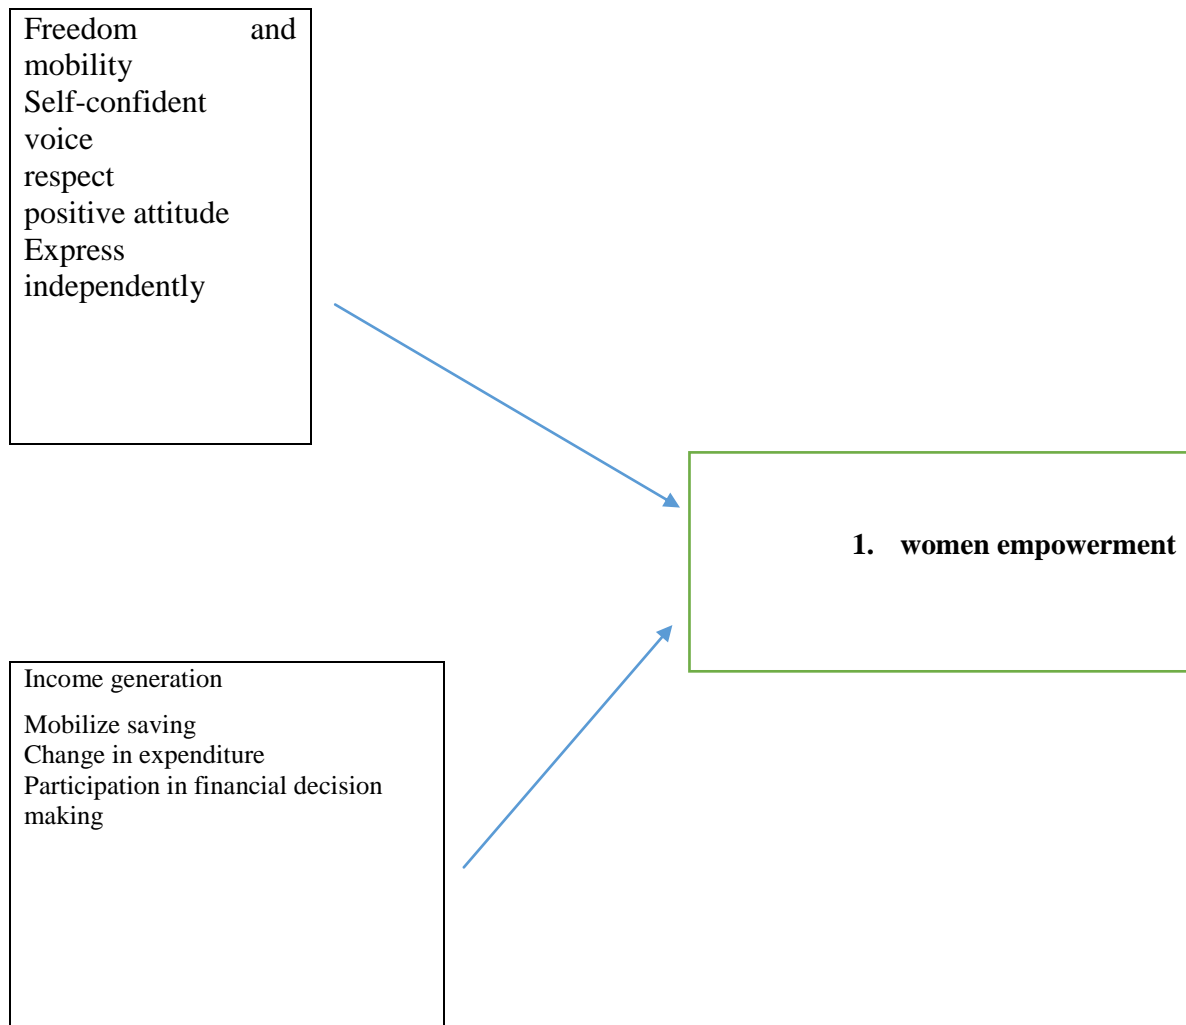 Freedom and
mobility
Self-confident
voice
respect
positive attitude
Express
independently
1. women empowerment
Income generation
Mobilize saving
Change in expenditure
Participation in financial decision
making